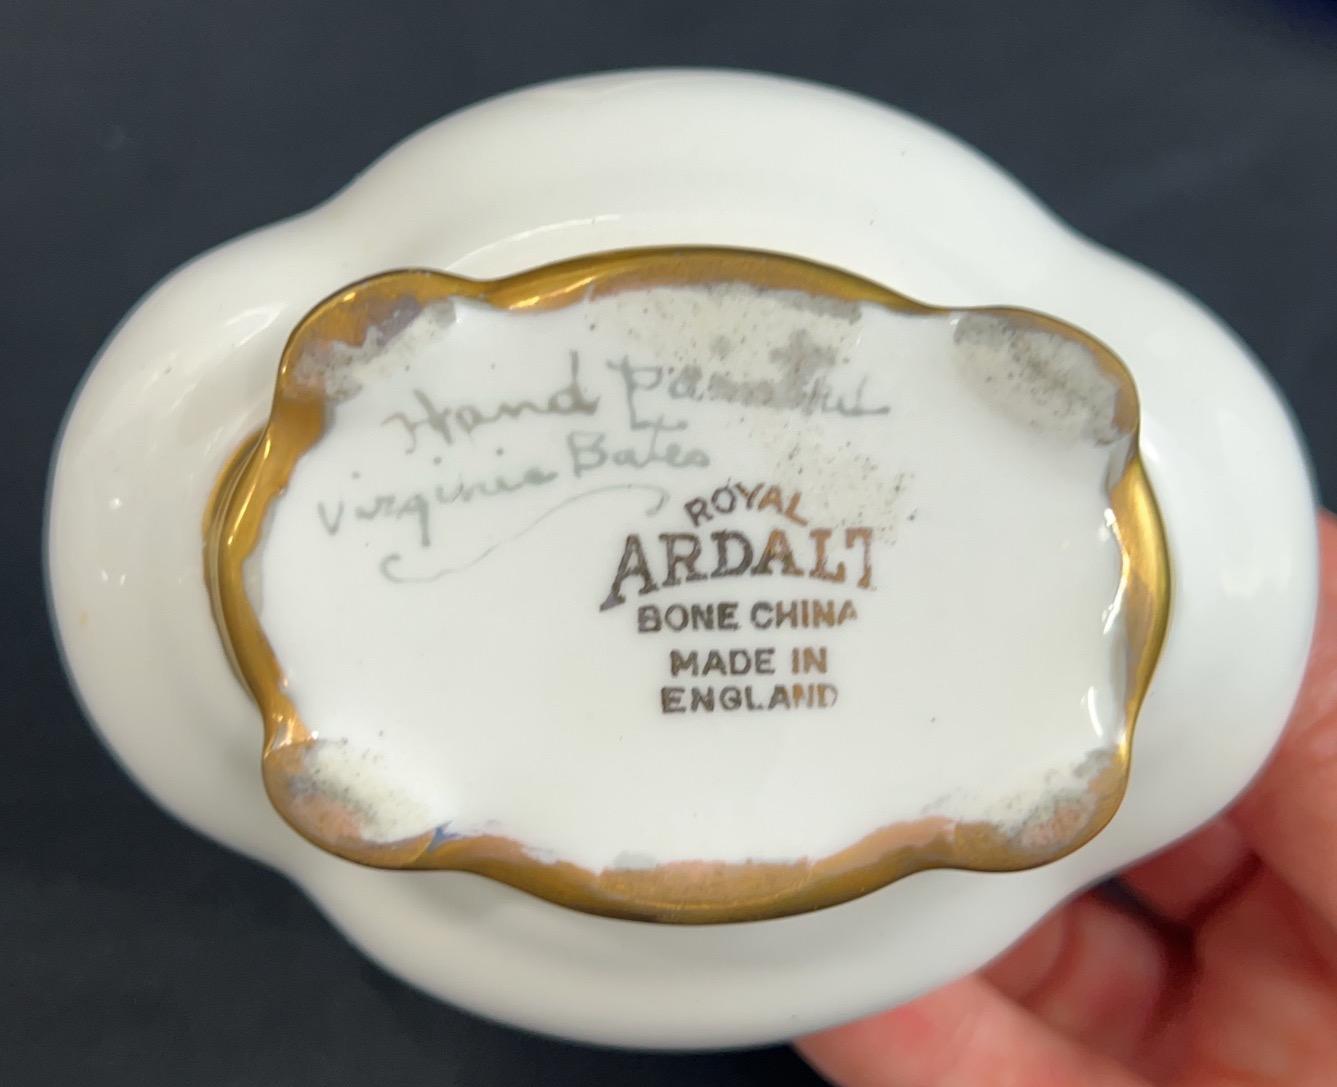 Hand Painted
Virginia Bates
ROYAL
ARDALT
BONE CHINA
MADE IN
ENGLAND